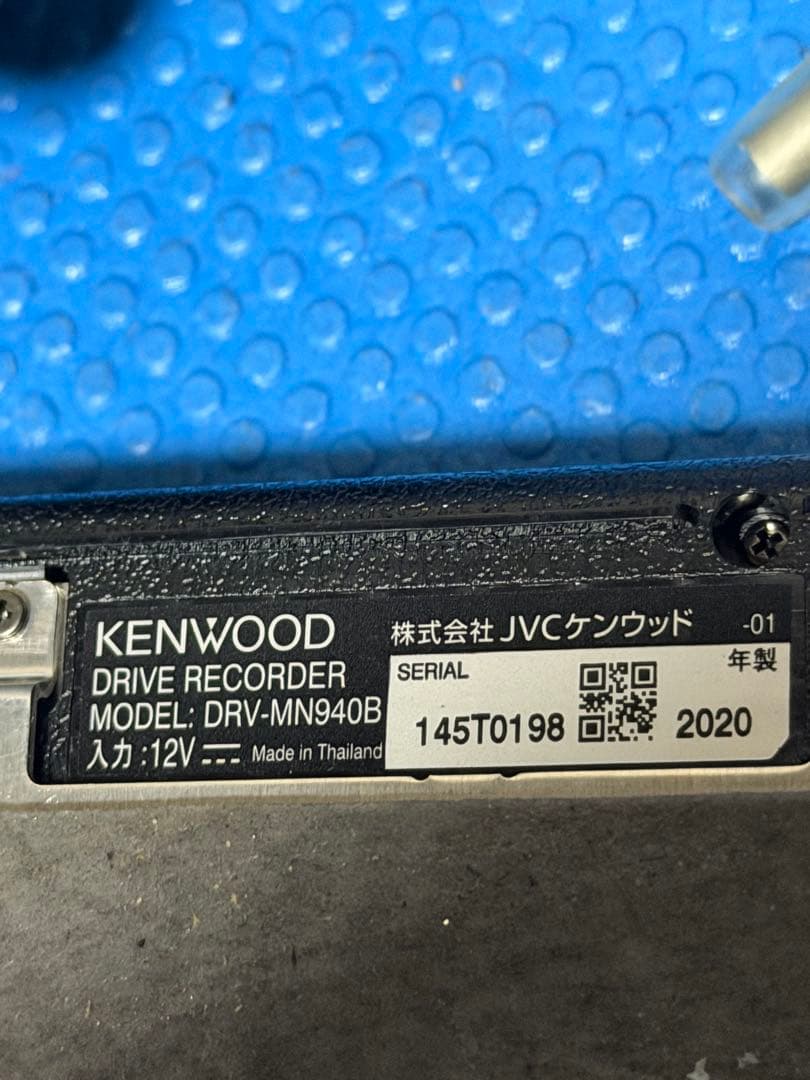 KENWOOD
DRIVE RECORDER
MODEL: DRV-MN940B
入力:12V⎓ Made in Thailand
株式会社 JVCケンウッド -01
SERIAL 年製
145T0198 2020